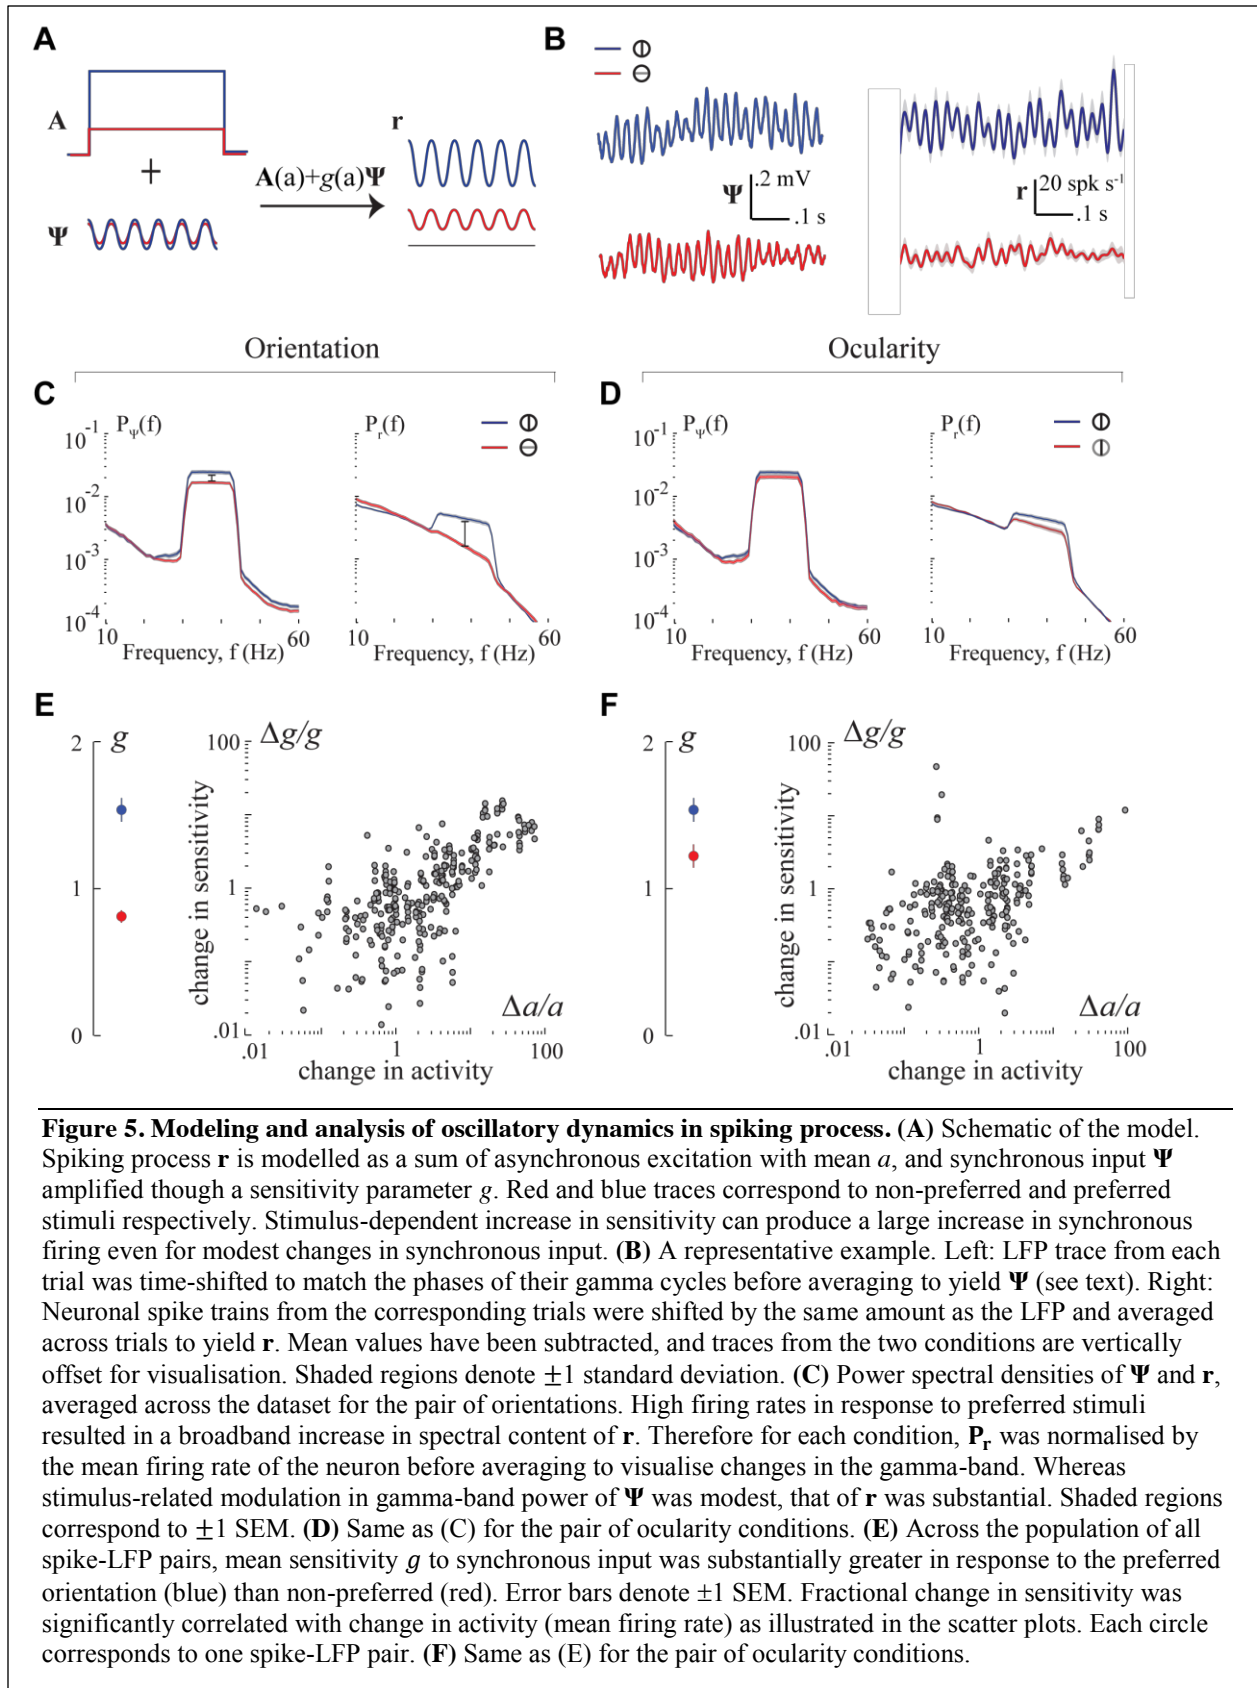 A
A
+
Ψ
A(a)+g(a)Ψ
r
B
Ψ
.2 mV
.1 s
r
20 spk s-1
.1 s
Orientation
Ocularity
C
Pψ(f)
Pr(f)
10-1
10-2
10-3
10-4
10
60
10
60
Frequency, f (Hz)
Frequency, f (Hz)
D
Pψ(f)
Pr(f)
10-1
10-2
10-3
10-4
10
60
10
60
Frequency, f (Hz)
Frequency, f (Hz)
E
2
g
1
0
100
Δg/g
change in sensitivity
1
.01
Δa/a
.01
1
100
change in activity
F
2
g
1
0
100
Δg/g
change in sensitivity
1
.01
Δa/a
.01
1
100
change in activity
Figure 5. Modeling and analysis of oscillatory dynamics in spiking process. (A) Schematic of the model.
Spiking process r is modelled as a sum of asynchronous excitation with mean a, and synchronous input Ψ
amplified though a sensitivity parameter g. Red and blue traces correspond to non-preferred and preferred
stimuli respectively. Stimulus-dependent increase in sensitivity can produce a large increase in synchronous
firing even for modest changes in synchronous input. (B) A representative example. Left: LFP trace from each
trial was time-shifted to match the phases of their gamma cycles before averaging to yield Ψ (see text). Right:
Neuronal spike trains from the corresponding trials were shifted by the same amount as the LFP and averaged
across trials to yield r. Mean values have been subtracted, and traces from the two conditions are vertically
offset for visualisation. Shaded regions denote ±1 standard deviation. (C) Power spectral densities of Ψ and r,
averaged across the dataset for the pair of orientations. High firing rates in response to preferred stimuli
resulted in a broadband increase in spectral content of r. Therefore for each condition, Pr was normalised by
the mean firing rate of the neuron before averaging to visualise changes in the gamma-band. Whereas
stimulus-related modulation in gamma-band power of Ψ was modest, that of r was substantial. Shaded regions
correspond to ±1 SEM. (D) Same as (C) for the pair of ocularity conditions. (E) Across the population of all
spike-LFP pairs, mean sensitivity g to synchronous input was substantially greater in response to the preferred
orientation (blue) than non-preferred (red). Error bars denote ±1 SEM. Fractional change in sensitivity was
significantly correlated with change in activity (mean firing rate) as illustrated in the scatter plots. Each circle
corresponds to one spike-LFP pair. (F) Same as (E) for the pair of ocularity conditions.